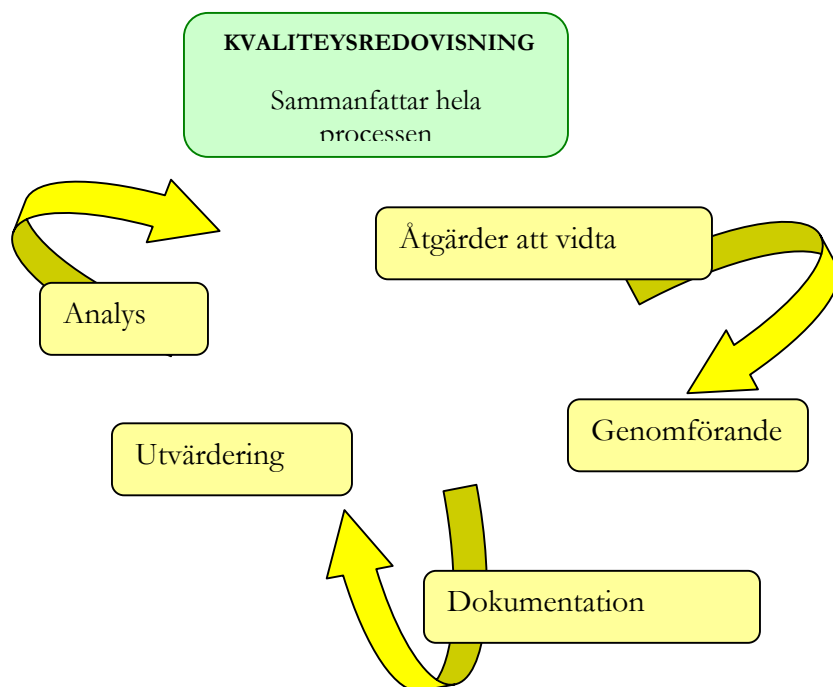 KVALITEYSREDOVISNING
Sammanfattar hela
processen
Åtgärder att vidta
Analys
Genomförande
Utvärdering
Dokumentation